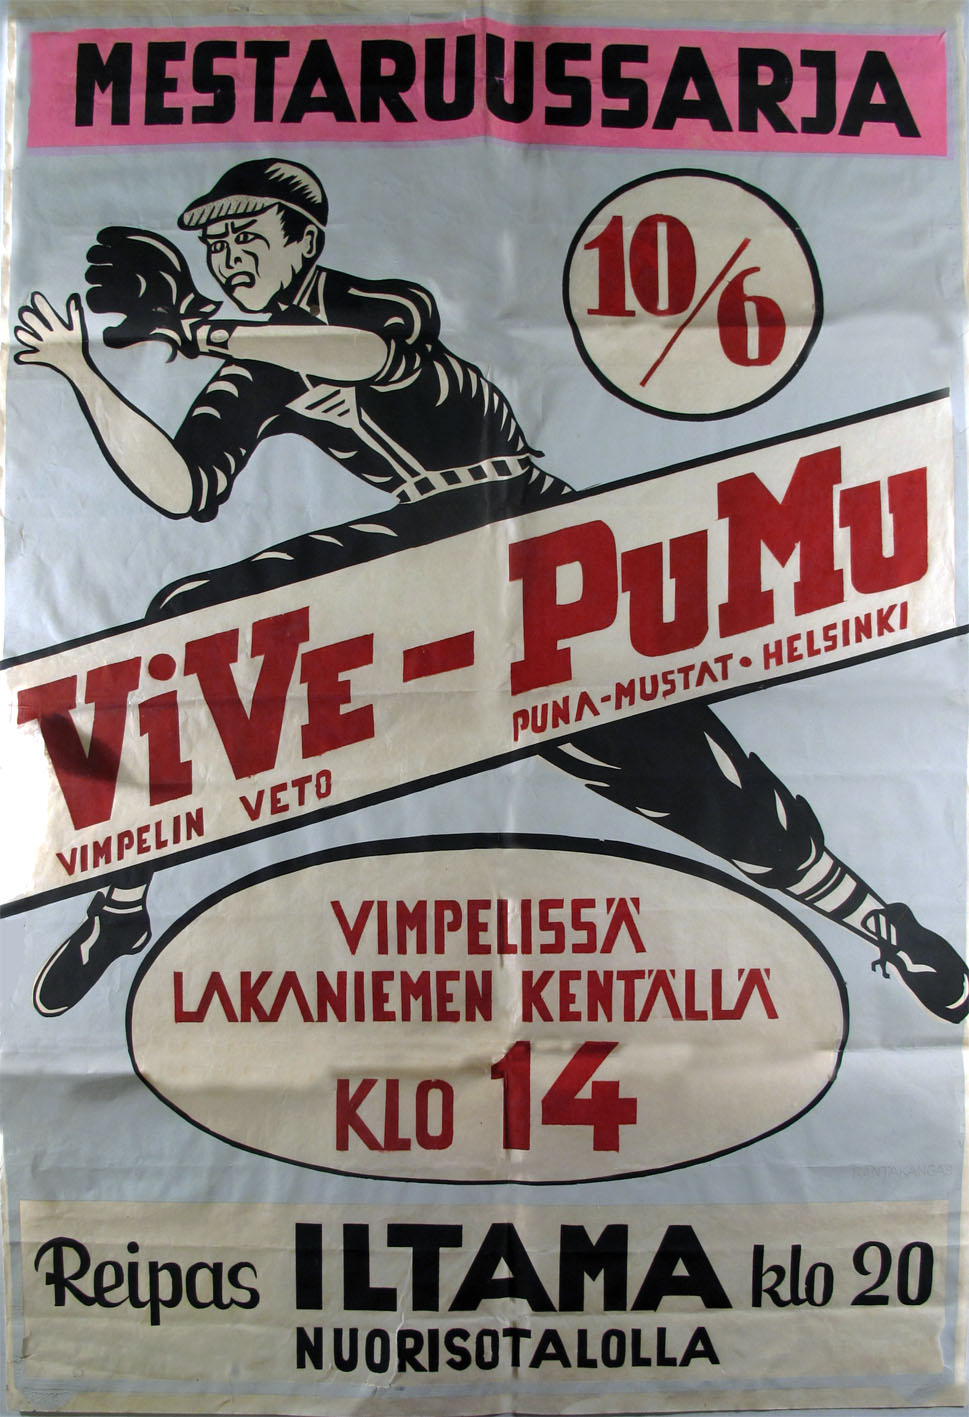 MESTARUUSSARJA
10/6
ViVe - PuMu
VIMPELIN VETO
PUNA-MUSTAT • HELSINKI
VIMPELISSÄ
LAKANIEMEN KENTÄLLÄ
KLO 14
RANTAKANGAS
Reipas ILTAMA klo 20
NUORISOTALOLLA